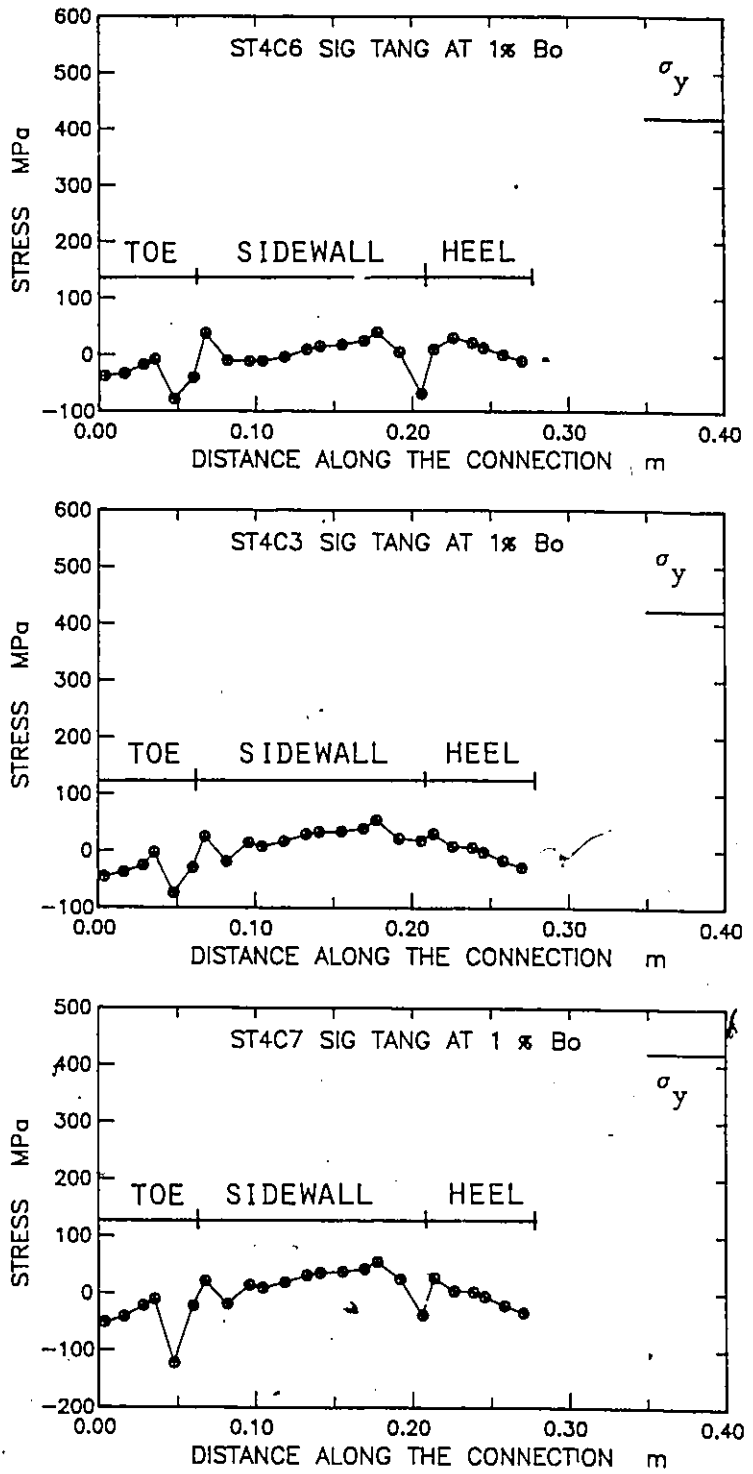 ST4C6 SIG TANG AT 1% Bo
σy
STRESS MPa
600
500
400
300
200
100
0
-100
TOE SIDEWALL HEEL
0.00 0.10 0.20 0.30 0.40
DISTANCE ALONG THE CONNECTION m
ST4C3 SIG TANG AT 1% Bo
σy
STRESS MPa
600
500
400
300
200
100
0
-100
TOE SIDEWALL HEEL
0.00 0.10 0.20 0.30 0.40
DISTANCE ALONG THE CONNECTION m
ST4C7 SIG TANG AT 1 % Bo
σy
STRESS MPa
500
400
300
200
100
0
-100
-200
TOE SIDEWALL HEEL
0.00 0.10 0.20 0.30 0.40
DISTANCE ALONG THE CONNECTION m